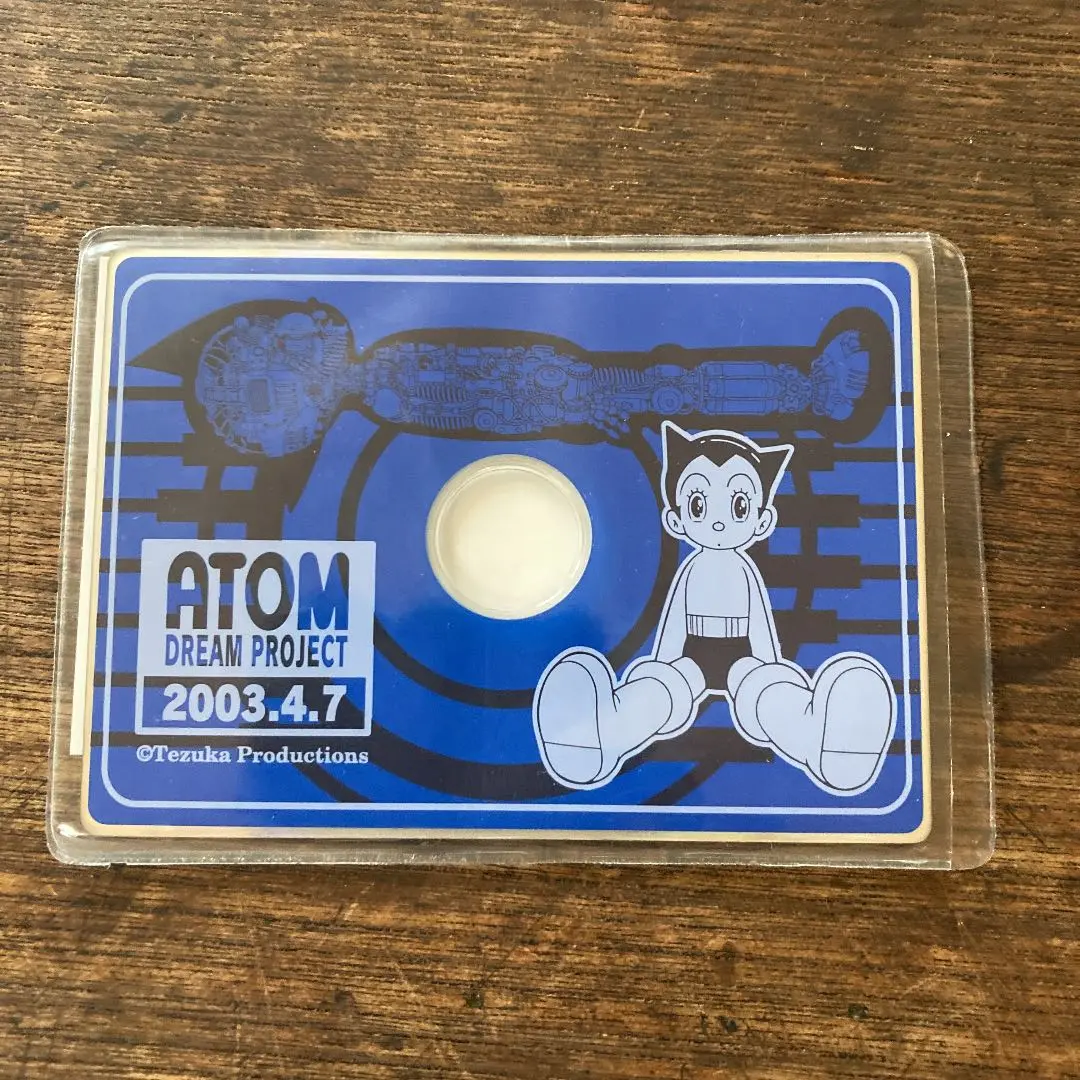 ATOM
DREAM PROJECT
2003.4.7
©Tezuka Productions